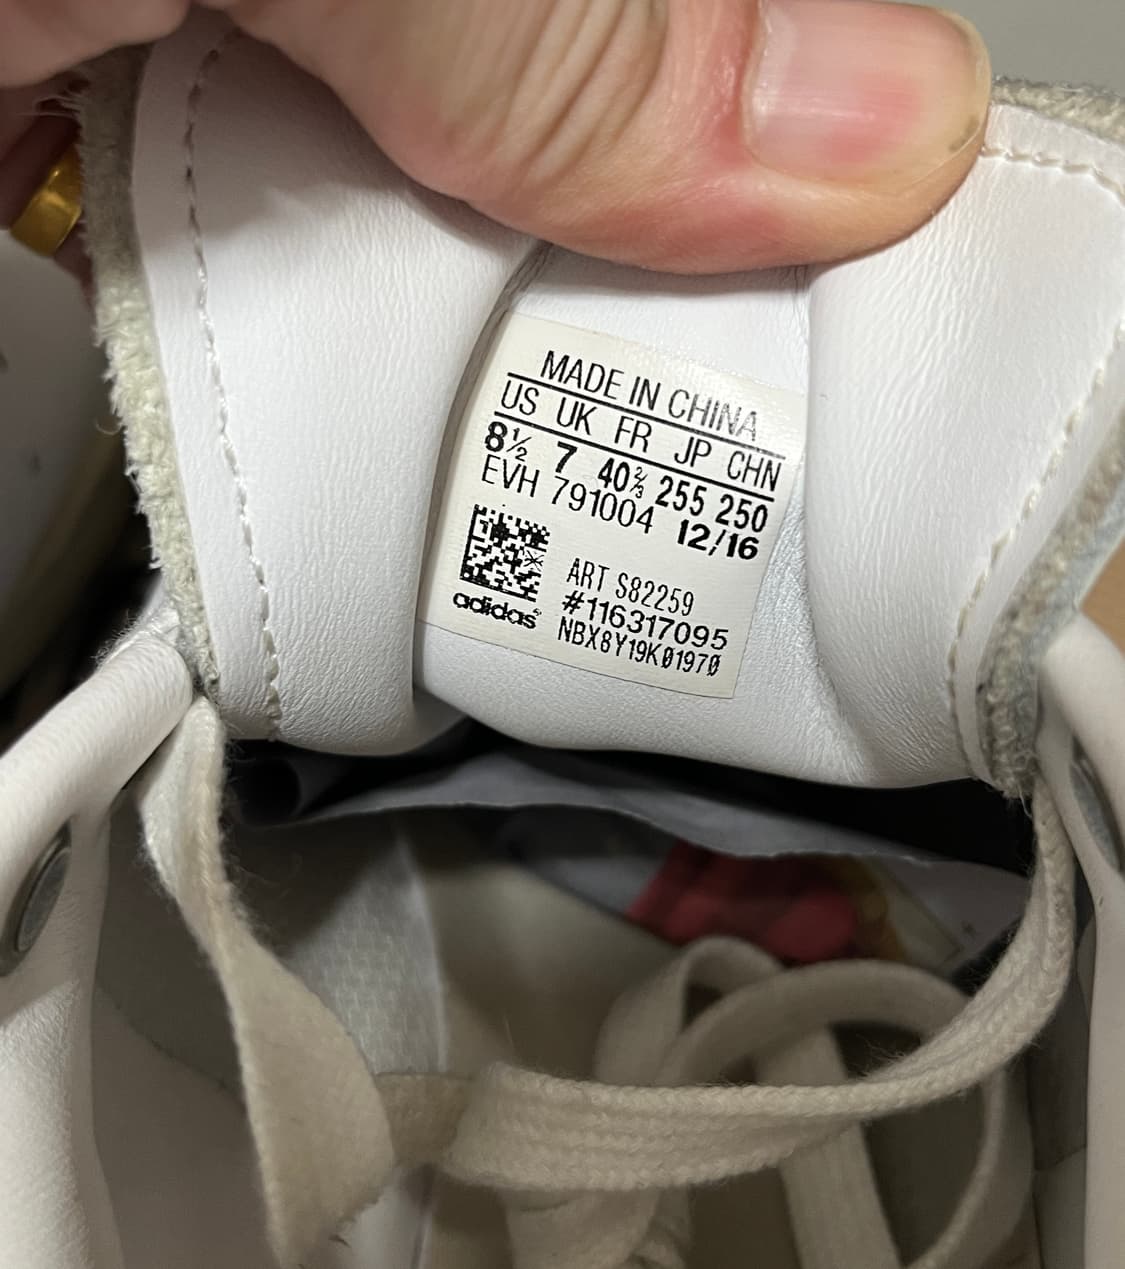 MADE IN CHINA
US UK FR JP CHN
8½ 7 40⅔ 255 250
EVH 791004 12/16
ART S82259
#116317095
NBX8Y19K01970
adidas